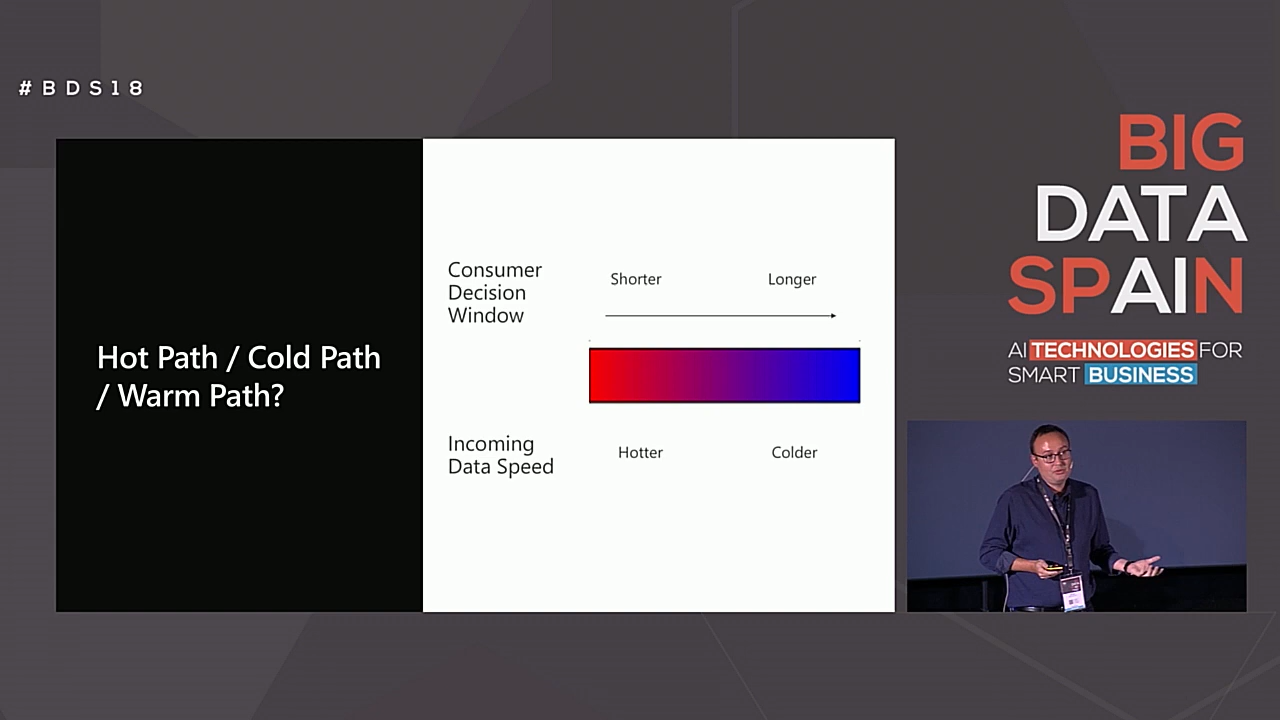 #BDS18
Hot Path / Cold Path
/ Warm Path?
Consumer
Decision
Window
Shorter
Longer
Incoming
Data Speed
Hotter
Colder
BIG
DATA
SPAIN
AI TECHNOLOGIES FOR
SMART BUSINESS